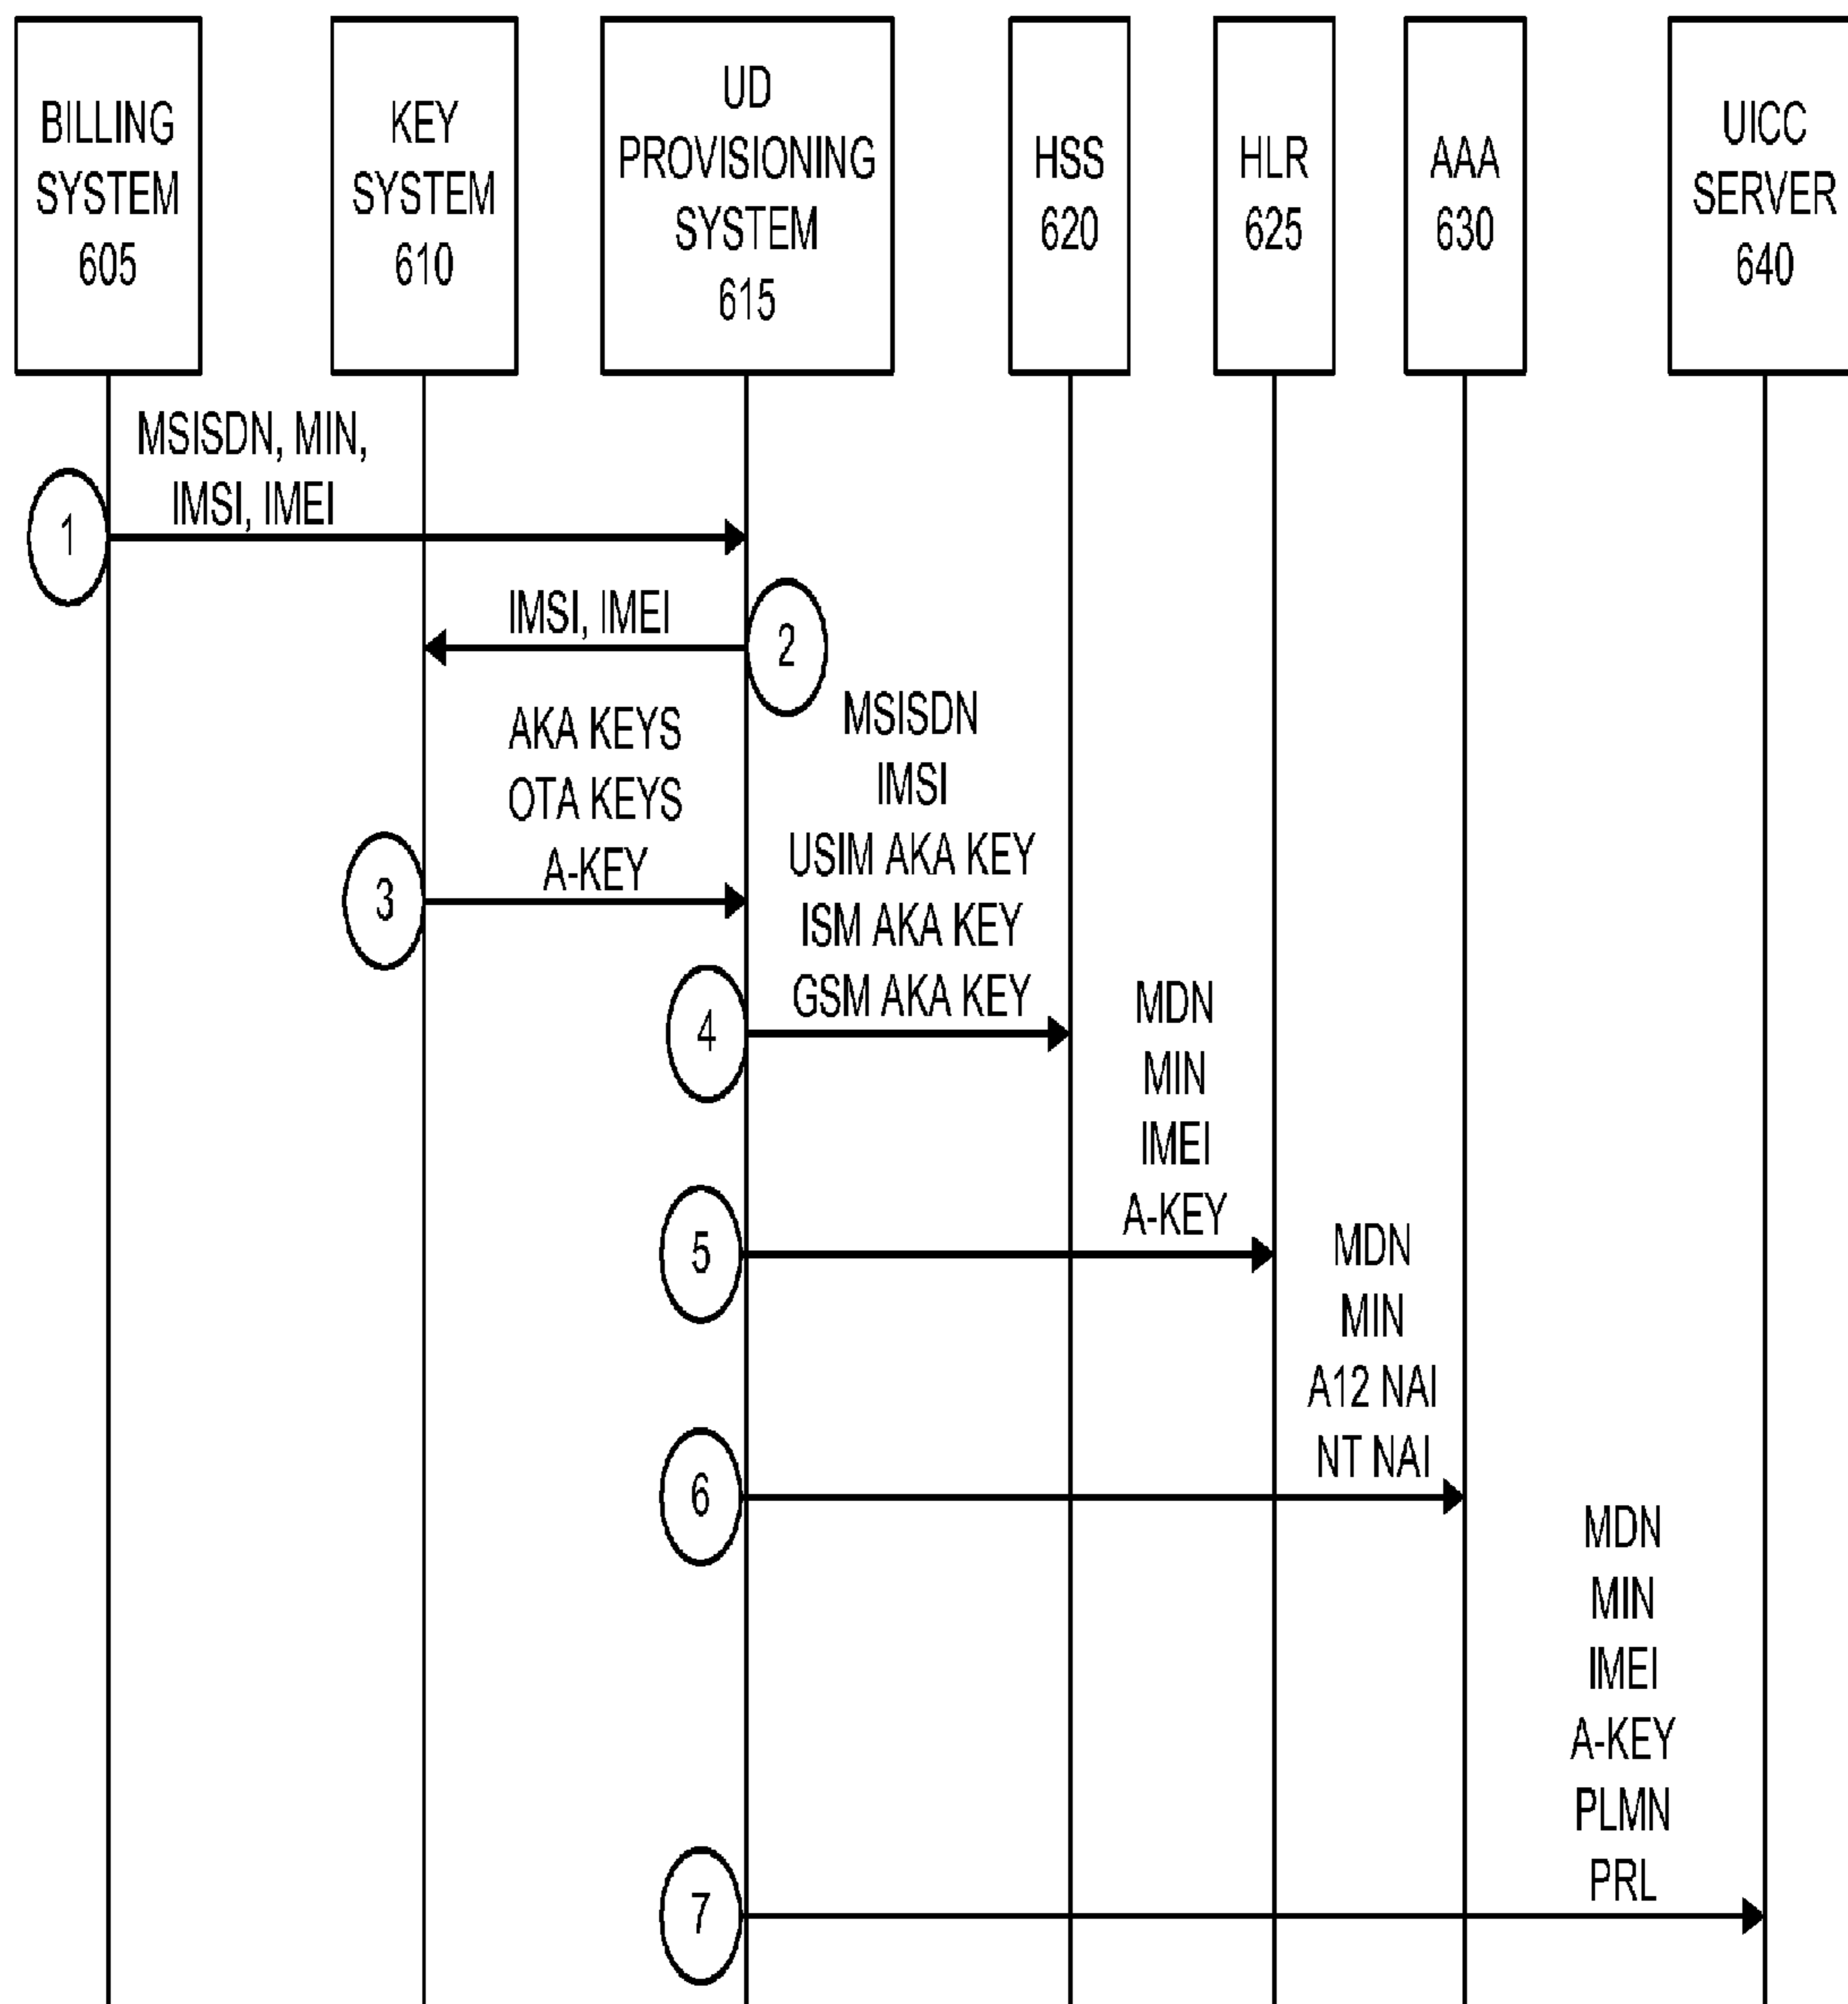 BILLING
SYSTEM
605
KEY
SYSTEM
610
UD
PROVISIONING
SYSTEM
615
HSS
620
HLR
625
AAA
630
UICC
SERVER
640
MSISDN, MIN,
IMSI, IMEI
1
IMSI, IMEI
2
AKA KEYS
OTA KEYS
A-KEY
3
MSISDN
IMSI
USIM AKA KEY
ISM AKA KEY
GSM AKA KEY
4
MDN
MIN
IMEI
A-KEY
5
MDN
MIN
A12 NAI
NT NAI
6
MDN
MIN
IMEI
A-KEY
PLMN
PRL
7